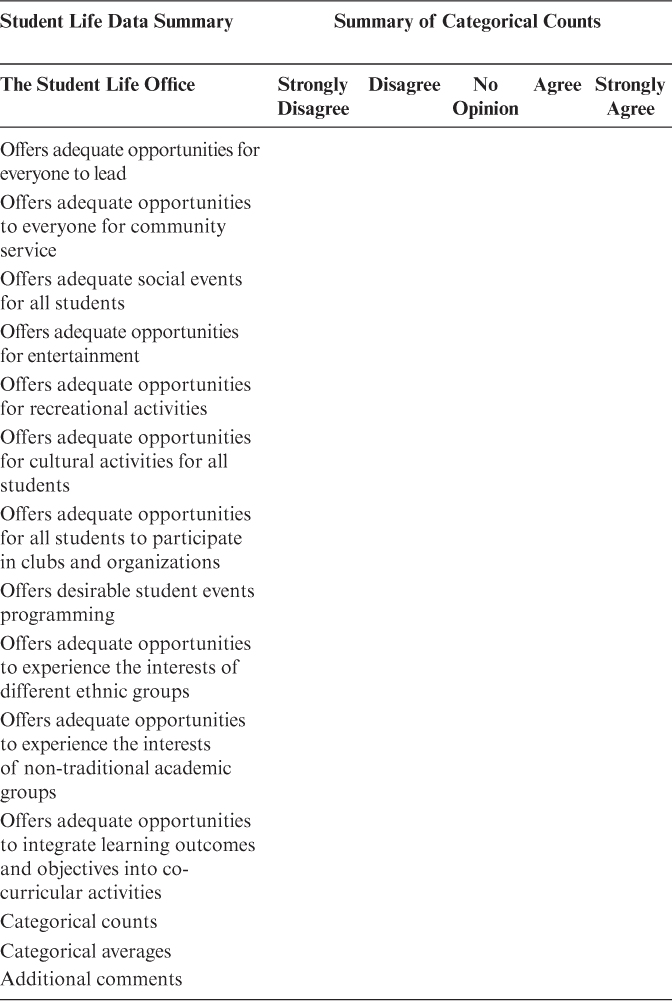 Student Life Data Summary Summary of Categorical Counts
The Student Life Office Strongly Disagree No Agree Strongly
Disagree Opinion Agree
Offers adequate opportunities for
everyone to lead
Offers adequate opportunities
to everyone for community
service
Offers adequate social events
for all students
Offers adequate opportunities
for entertainment
Offers adequate opportunities
for recreational activities
Offers adequate opportunities
for cultural activities for all
students
Offers adequate opportunities
for all students to participate
in clubs and organizations
Offers desirable student events
programming
Offers adequate opportunities
to experience the interests of
different ethnic groups
Offers adequate opportunities
to experience the interests
of non-traditional academic
groups
Offers adequate opportunities
to integrate learning outcomes
and objectives into co-
curricular activities
Categorical counts
Categorical averages
Additional comments